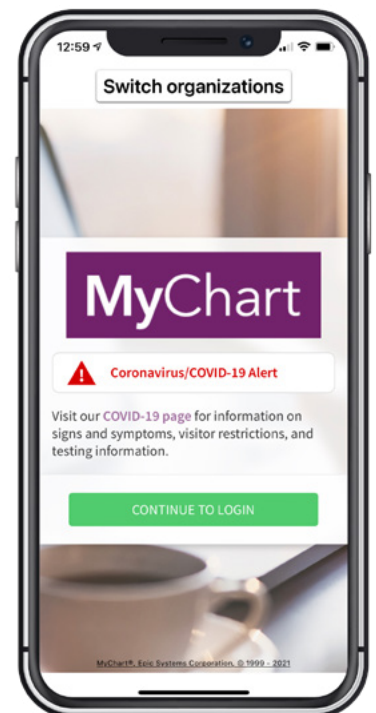 12:59
Switch organizations
MyChart
Coronavirus/COVID-19 Alert
Visit our COVID-19 page for information on
signs and symptoms, visitor restrictions, and
testing information.
CONTINUE TO LOGIN
MyChart®, Epic Systems Corporation, © 1999 - 2021